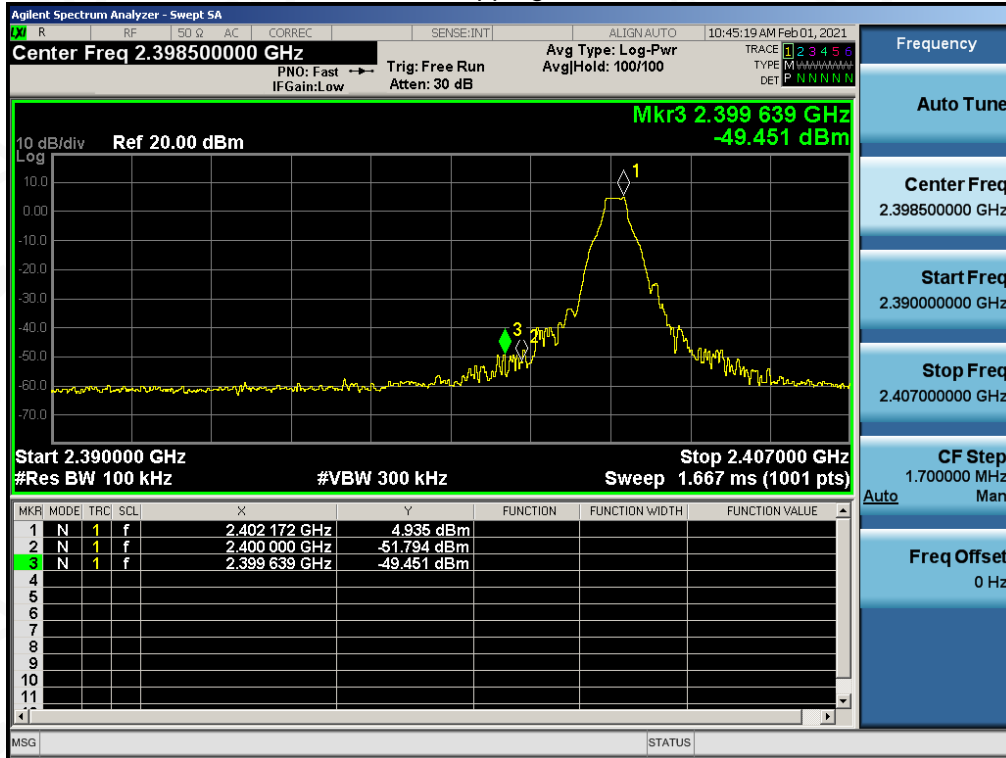 Agilent Spectrum Analyzer - Swept SA
LXI R RF 50 Ω AC CORREC SENSE:INT ALIGN AUTO 10:45:19 AM Feb 01, 2021
Center Freq 2.398500000 GHz
PNO: Fast
IFGain:Low
Trig: Free Run
Atten: 30 dB
Avg Type: Log-Pwr
Avg|Hold: 100/100
TRACE 1 2 3 4 5 6
TYPE M
DET P N N N N N
Mkr3 2.399 639 GHz
-49.451 dBm
10 dB/div Ref 20.00 dBm
Log
10.0
0.00
-10.0
-20.0
-30.0
-40.0
-50.0
-60.0
-70.0
1
3
2
Start 2.390000 GHz Stop 2.407000 GHz
#Res BW 100 kHz #VBW 300 kHz Sweep 1.667 ms (1001 pts)
MKR MODE TRC SCL X Y FUNCTION FUNCTION WIDTH FUNCTION VALUE
1 N 1 f 2.402 172 GHz 4.935 dBm
2 N 1 f 2.400 000 GHz -51.794 dBm
3 N 1 f 2.399 639 GHz -49.451 dBm
4
5
6
7
8
9
10
11
MSG STATUS
Frequency
Auto Tune
Center Freq
2.398500000 GHz
Start Freq
2.390000000 GHz
Stop Freq
2.407000000 GHz
CF Step
1.700000 MHz
Auto Man
Freq Offset
0 Hz